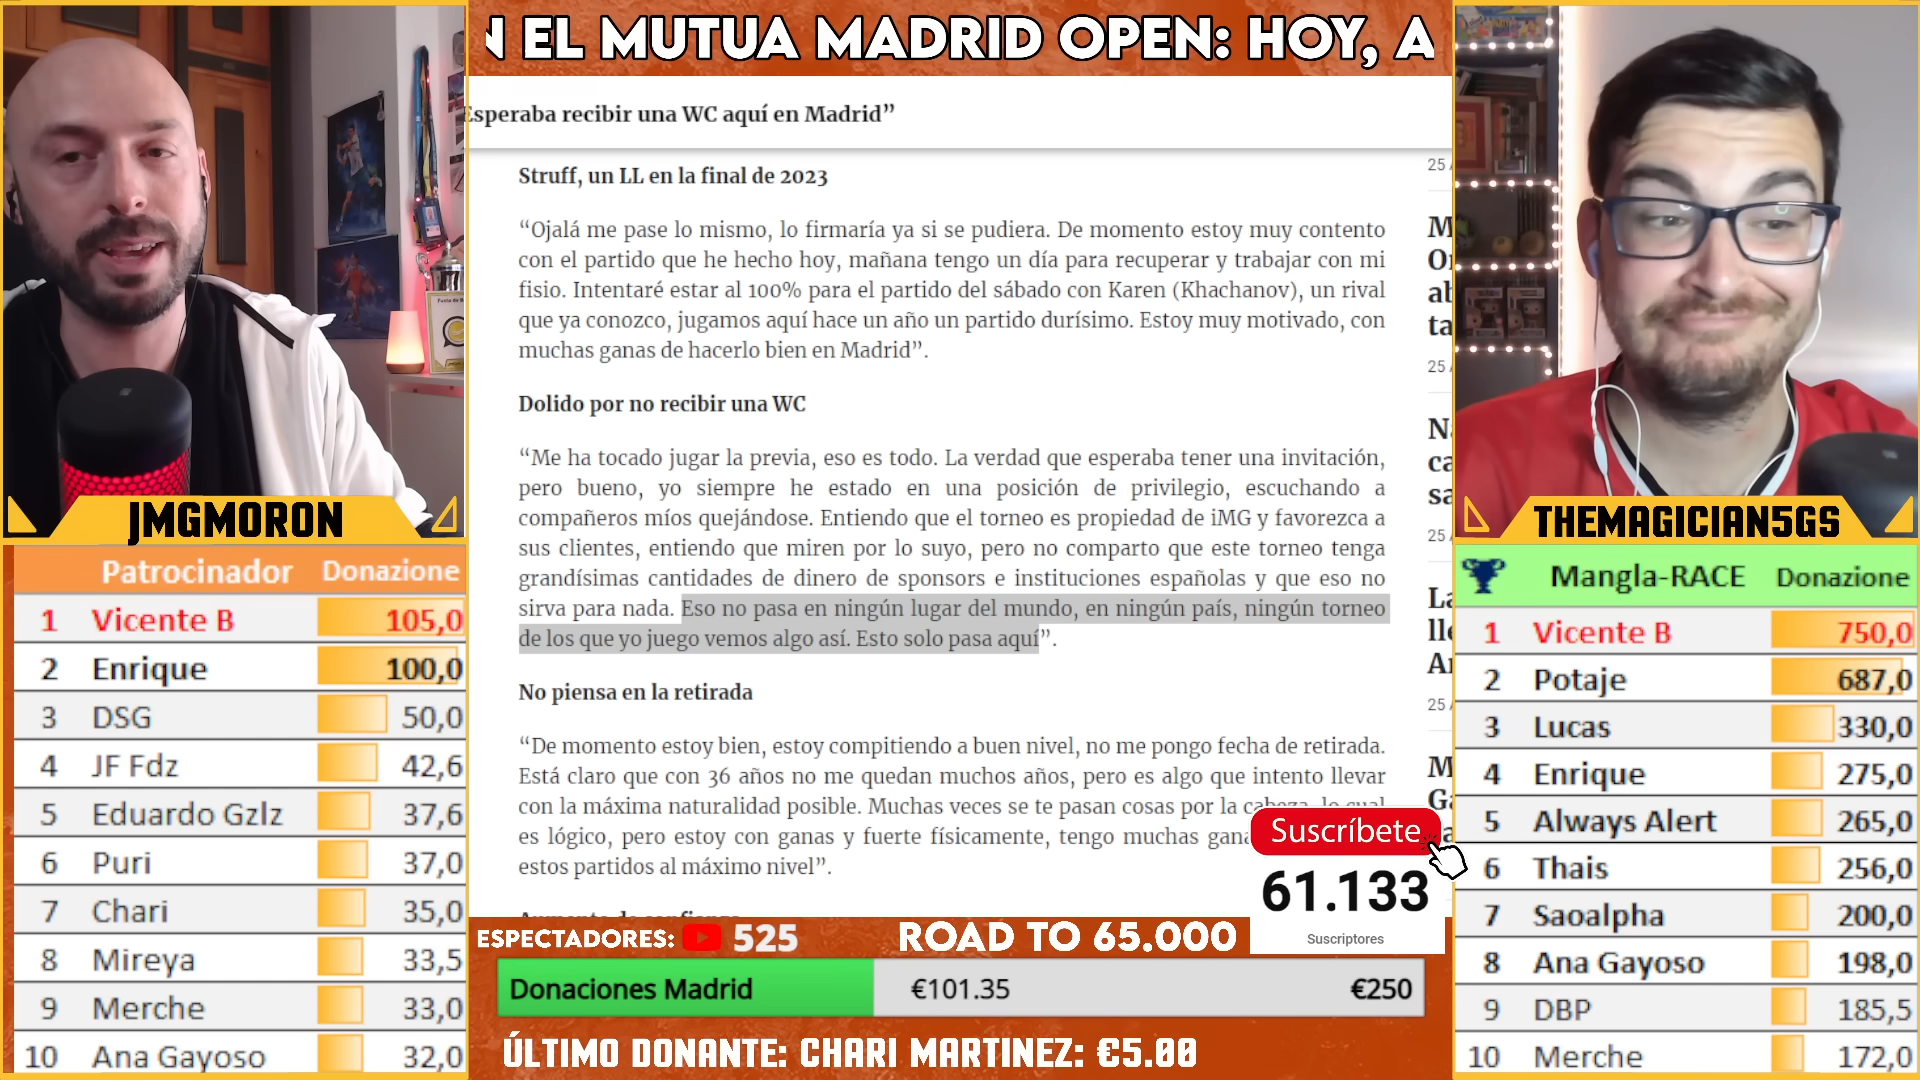 N EL MUTUA MADRID OPEN: HOY, A
Esperaba recibir una WC aquí en Madrid”
Struff, un LL en la final de 2023
“Ojalá me pase lo mismo, lo firmaría ya si se pudiera. De momento estoy muy contento
con el partido que he hecho hoy, mañana tengo un día para recuperar y trabajar con mi
fisio. Intentaré estar al 100% para el partido del sábado con Karen (Khachanov), un rival
que ya conozco, jugamos aquí hace un año un partido durísimo. Estoy muy motivado, con
muchas ganas de hacerlo bien en Madrid”.
Dolido por no recibir una WC
“Me ha tocado jugar la previa, eso es todo. La verdad que esperaba tener una invitación,
pero bueno, yo siempre he estado en una posición de privilegio, escuchando a
compañeros míos quejándose. Entiendo que el torneo es propiedad de iMG y favorezca a
sus clientes, entiendo que miren por lo suyo, pero no comparto que este torneo tenga
grandísimas cantidades de dinero de sponsors e instituciones españolas y que eso no
sirva para nada. Eso no pasa en ningún lugar del mundo, en ningún país, ningún torneo
de los que yo juego vemos algo así. Esto solo pasa aquí”.
No piensa en la retirada
“De momento estoy bien, estoy compitiendo a buen nivel, no me pongo fecha de retirada.
Está claro que con 36 años no me quedan muchos años, pero es algo que intento llevar
con la máxima naturalidad posible. Muchas veces se te pasan cosas por la cabeza, lo cual
es lógico, pero estoy con ganas y fuerte físicamente, tengo muchas gana
estos partidos al máximo nivel”.
25
M
O
ab
ta
25
Na
ca
sa
25
La
lle
A
25
M
Ga
JMGMORON
Patrocinador Donazione
1 Vicente B 105,0
2 Enrique 100,0
3 DSG 50,0
4 JF Fdz 42,6
5 Eduardo Gzlz 37,6
6 Puri 37,0
7 Chari 35,0
8 Mireya 33,5
9 Merche 33,0
10 Ana Gayoso 32,0
THEMAGICIAN5GS
Mangla-RACE Donazione
1 Vicente B 750,0
2 Potaje 687,0
3 Lucas 330,0
4 Enrique 275,0
5 Always Alert 265,0
6 Thais 256,0
7 Saoalpha 200,0
8 Ana Gayoso 198,0
9 DBP 185,5
10 Merche 172,0
Suscríbete
61.133
Suscriptores
ESPECTADORES: 525
ROAD TO 65.000
Donaciones Madrid €101.35 €250
ÚLTIMO DONANTE: CHARI MARTINEZ: €5.00